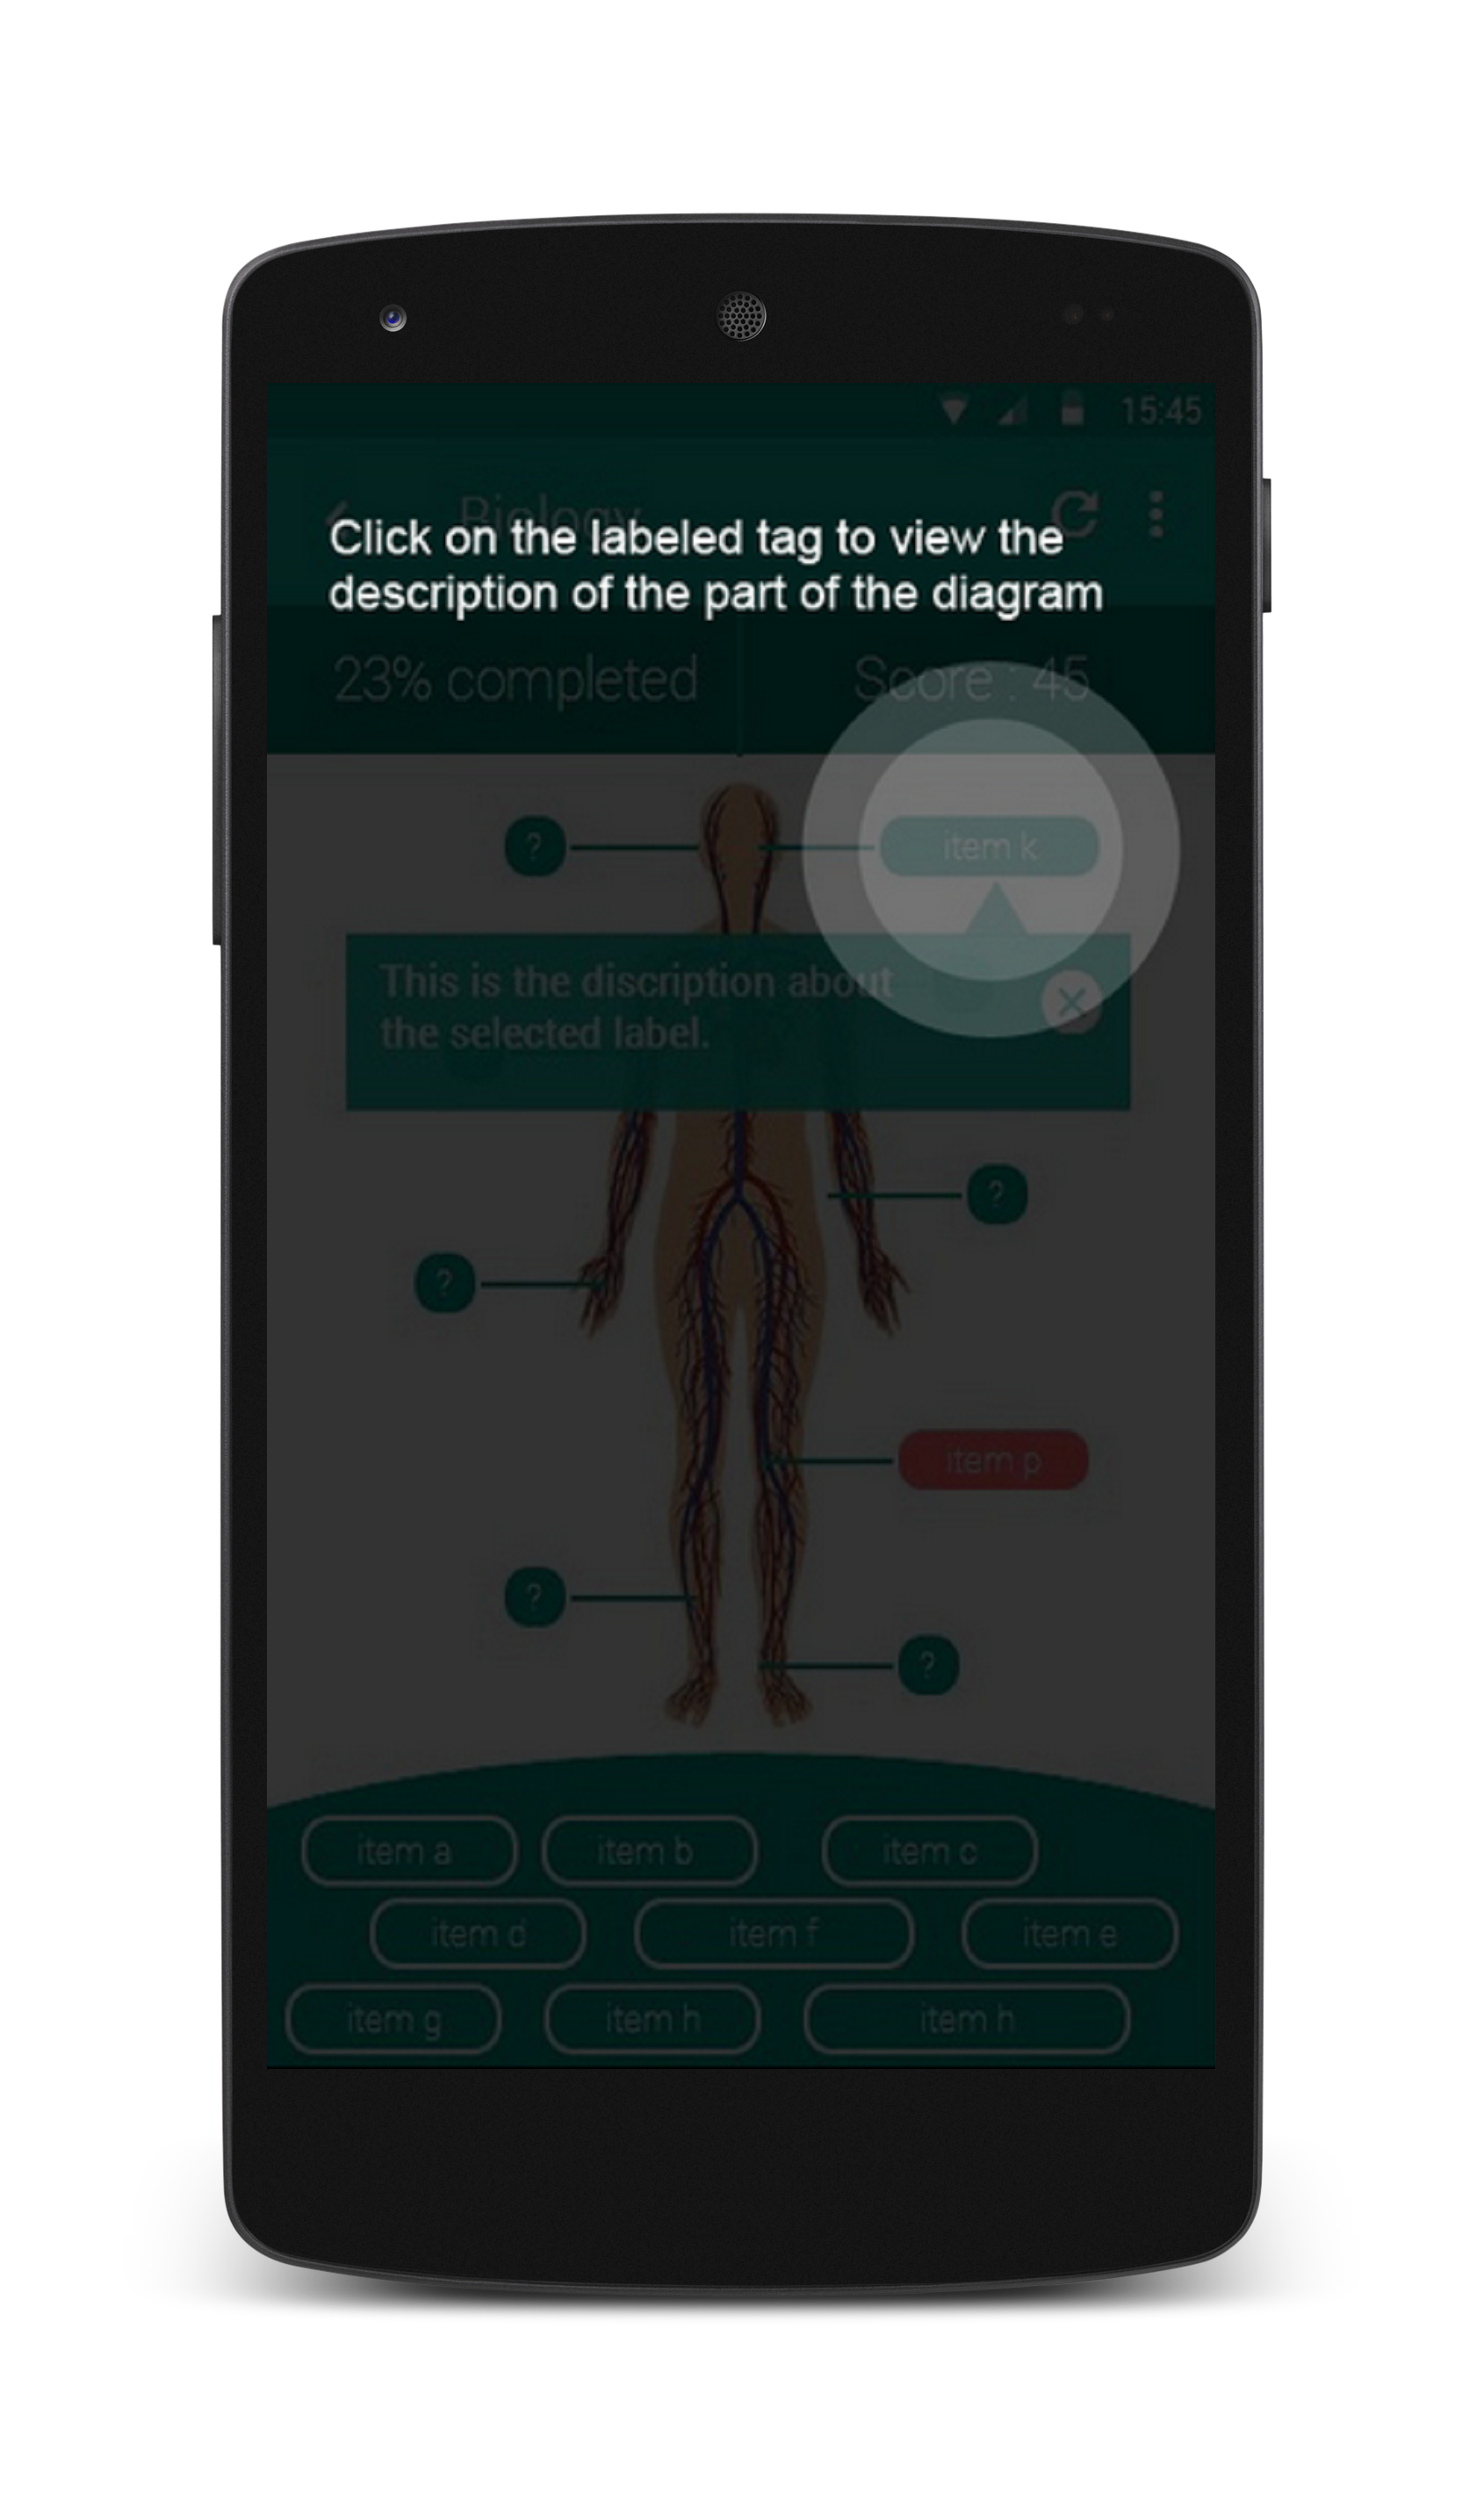 15:45
Biology
Click on the labeled tag to view the
description of the part of the diagram
23% completed
Score : 45
?
item k
This is the discription about
the selected label.
?
?
item p
?
?
item a
item b
item c
item d
item f
item e
item g
item h
item h